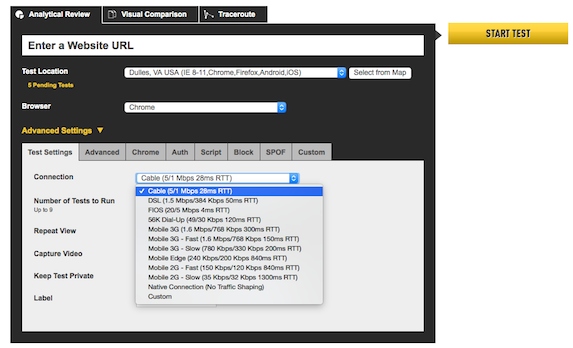 Analytical Review
Visual Comparison
Traceroute
START TEST
Enter a Website URL
Test Location
Dulles, VA USA (IE 8-11,Chrome,Firefox,Android,iOS)
Select from Map
5 Pending Tests
Browser
Chrome
Advanced Settings ▼
Test Settings
Advanced
Chrome
Auth
Script
Block
SPOF
Custom
Connection
Cable (5/1 Mbps 28ms RTT)
✓ Cable (5/1 Mbps 28ms RTT)
DSL (1.5 Mbps/384 Kbps 50ms RTT)
FIOS (20/5 Mbps 4ms RTT)
56K Dial-Up (49/30 Kbps 120ms RTT)
Mobile 3G (1.6 Mbps/768 Kbps 300ms RTT)
Mobile 3G - Fast (1.6 Mbps/768 Kbps 150ms RTT)
Mobile 3G - Slow (780 Kbps/330 Kbps 200ms RTT)
Mobile Edge (240 Kbps/200 Kbps 840ms RTT)
Mobile 2G - Fast (150 Kbps/120 Kbps 840ms RTT)
Mobile 2G - Slow (35 Kbps/32 Kbps 1300ms RTT)
Native Connection (No Traffic Shaping)
Custom
Number of Tests to Run
Up to 9
Repeat View
Capture Video
Keep Test Private
Label